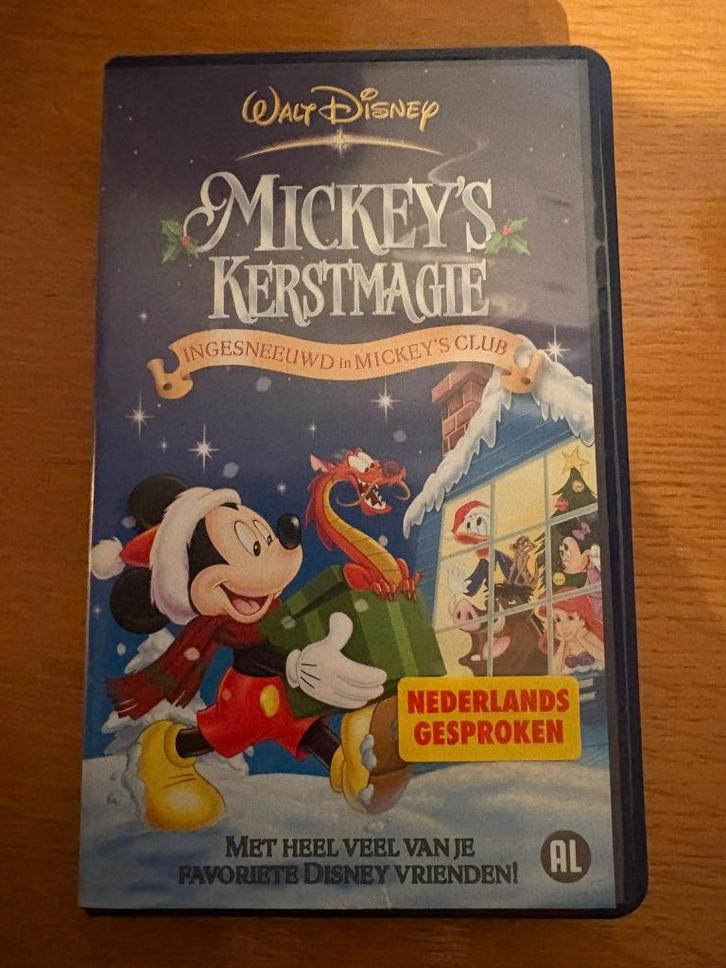 WALT DISNEY
MICKEY'S
KERSTMAGIE
INGESNEEUWD in MICKEY'S CLUB
NEDERLANDS
GESPROKEN
MET HEEL VEEL VAN JE
FAVORIETE DISNEY VRIENDEN!
AL